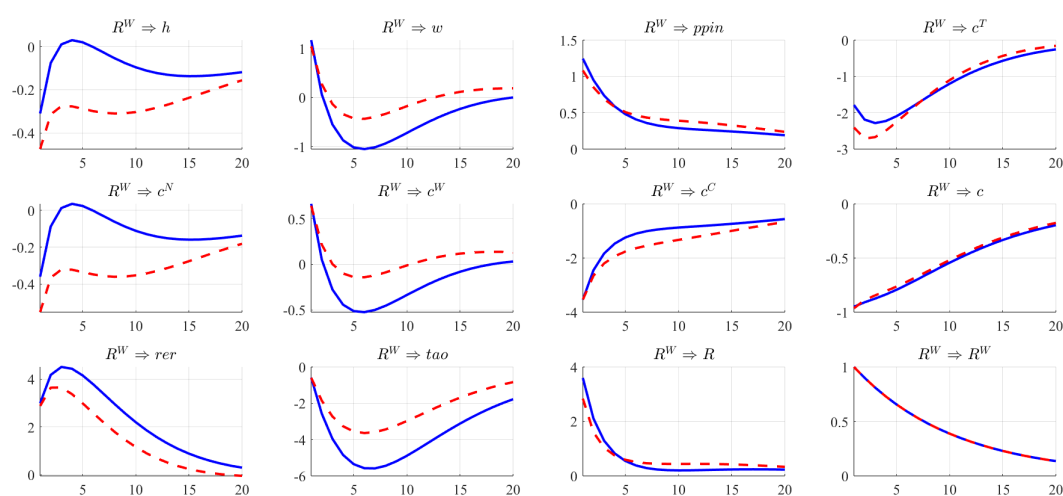 R^W ⇒ h
R^W ⇒ w
R^W ⇒ ppin
R^W ⇒ c^T
0
-0.2
-0.4
5 10 15 20
1
0
-1
5 10 15 20
1.5
1
0.5
0
5 10 15 20
0
-1
-2
-3
5 10 15 20
R^W ⇒ c^N
R^W ⇒ c^W
R^W ⇒ c^C
R^W ⇒ c
0
-0.2
-0.4
5 10 15 20
0.5
0
-0.5
5 10 15 20
0
-2
-4
5 10 15 20
0
-0.5
-1
5 10 15 20
R^W ⇒ rer
R^W ⇒ tao
R^W ⇒ R
R^W ⇒ R^W
4
2
0
5 10 15 20
0
-2
-4
-6
5 10 15 20
4
2
0
5 10 15 20
1
0.5
0
5 10 15 20